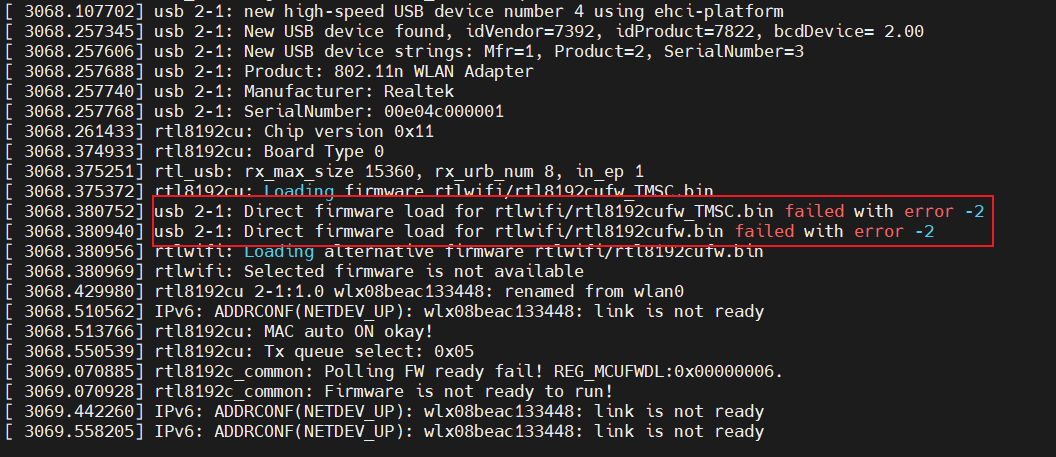 [ 3068.107702] usb 2-1: new high-speed USB device number 4 using ehci-platform
[ 3068.257345] usb 2-1: New USB device found, idVendor=7392, idProduct=7822, bcdDevice= 2.00
[ 3068.257606] usb 2-1: New USB device strings: Mfr=1, Product=2, SerialNumber=3
[ 3068.257688] usb 2-1: Product: 802.11n WLAN Adapter
[ 3068.257740] usb 2-1: Manufacturer: Realtek
[ 3068.257768] usb 2-1: SerialNumber: 00e04c000001
[ 3068.261433] rtl8192cu: Chip version 0x11
[ 3068.374933] rtl8192cu: Board Type 0
[ 3068.375251] rtl_usb: rx_max_size 15360, rx_urb_num 8, in_ep 1
[ 3068.375372] rtl8192cu: Loading firmware rtlwifi/rtl8192cufw_TMSC.bin
[ 3068.380752] usb 2-1: Direct firmware load for rtlwifi/rtl8192cufw_TMSC.bin failed with error -2
[ 3068.380940] usb 2-1: Direct firmware load for rtlwifi/rtl8192cufw.bin failed with error -2
[ 3068.380956] rtlwifi: Loading alternative firmware rtlwifi/rtl8192cufw.bin
[ 3068.380969] rtlwifi: Selected firmware is not available
[ 3068.429980] rtl8192cu 2-1:1.0 wlx08beac133448: renamed from wlan0
[ 3068.510562] IPv6: ADDRCONF(NETDEV_UP): wlx08beac133448: link is not ready
[ 3068.513766] rtl8192cu: MAC auto ON okay!
[ 3068.550539] rtl8192cu: Tx queue select: 0x05
[ 3069.070885] rtl8192c_common: Polling FW ready fail! REG_MCUFWDL:0x00000006.
[ 3069.070928] rtl8192c_common: Firmware is not ready to run!
[ 3069.442260] IPv6: ADDRCONF(NETDEV_UP): wlx08beac133448: link is not ready
[ 3069.558205] IPv6: ADDRCONF(NETDEV_UP): wlx08beac133448: link is not ready